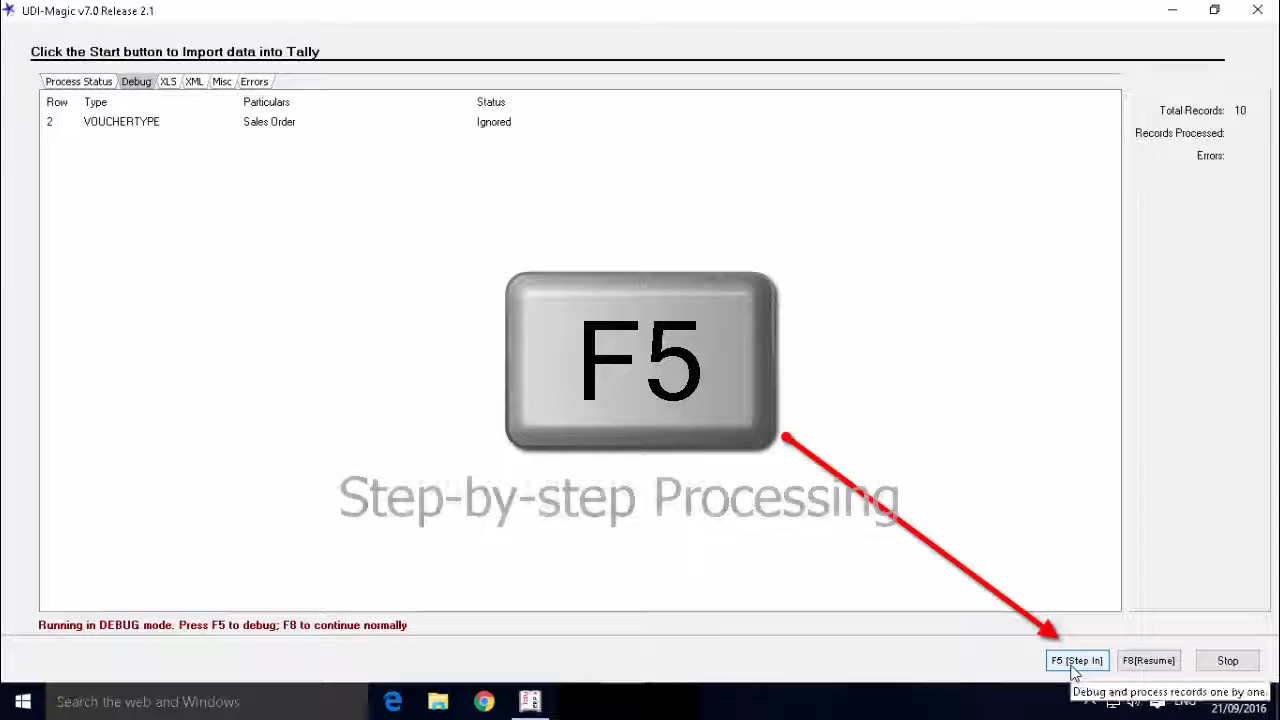 UDI-Magic v7.0 Release 2.1
Click the Start button to Import data into Tally
Process Status Debug XLS XML Misc Errors
Row Type Particulars Status
2 VOUCHERTYPE Sales Order Ignored
Total Records: 10
Records Processed:
Errors:
F5
Step-by-step Processing
Running in DEBUG mode. Press F5 to debug; F8 to continue normally
F5 [Step In] F8[Resume] Stop
Debug and process records one by one.
Search the web and Windows
ENG
21/09/2016